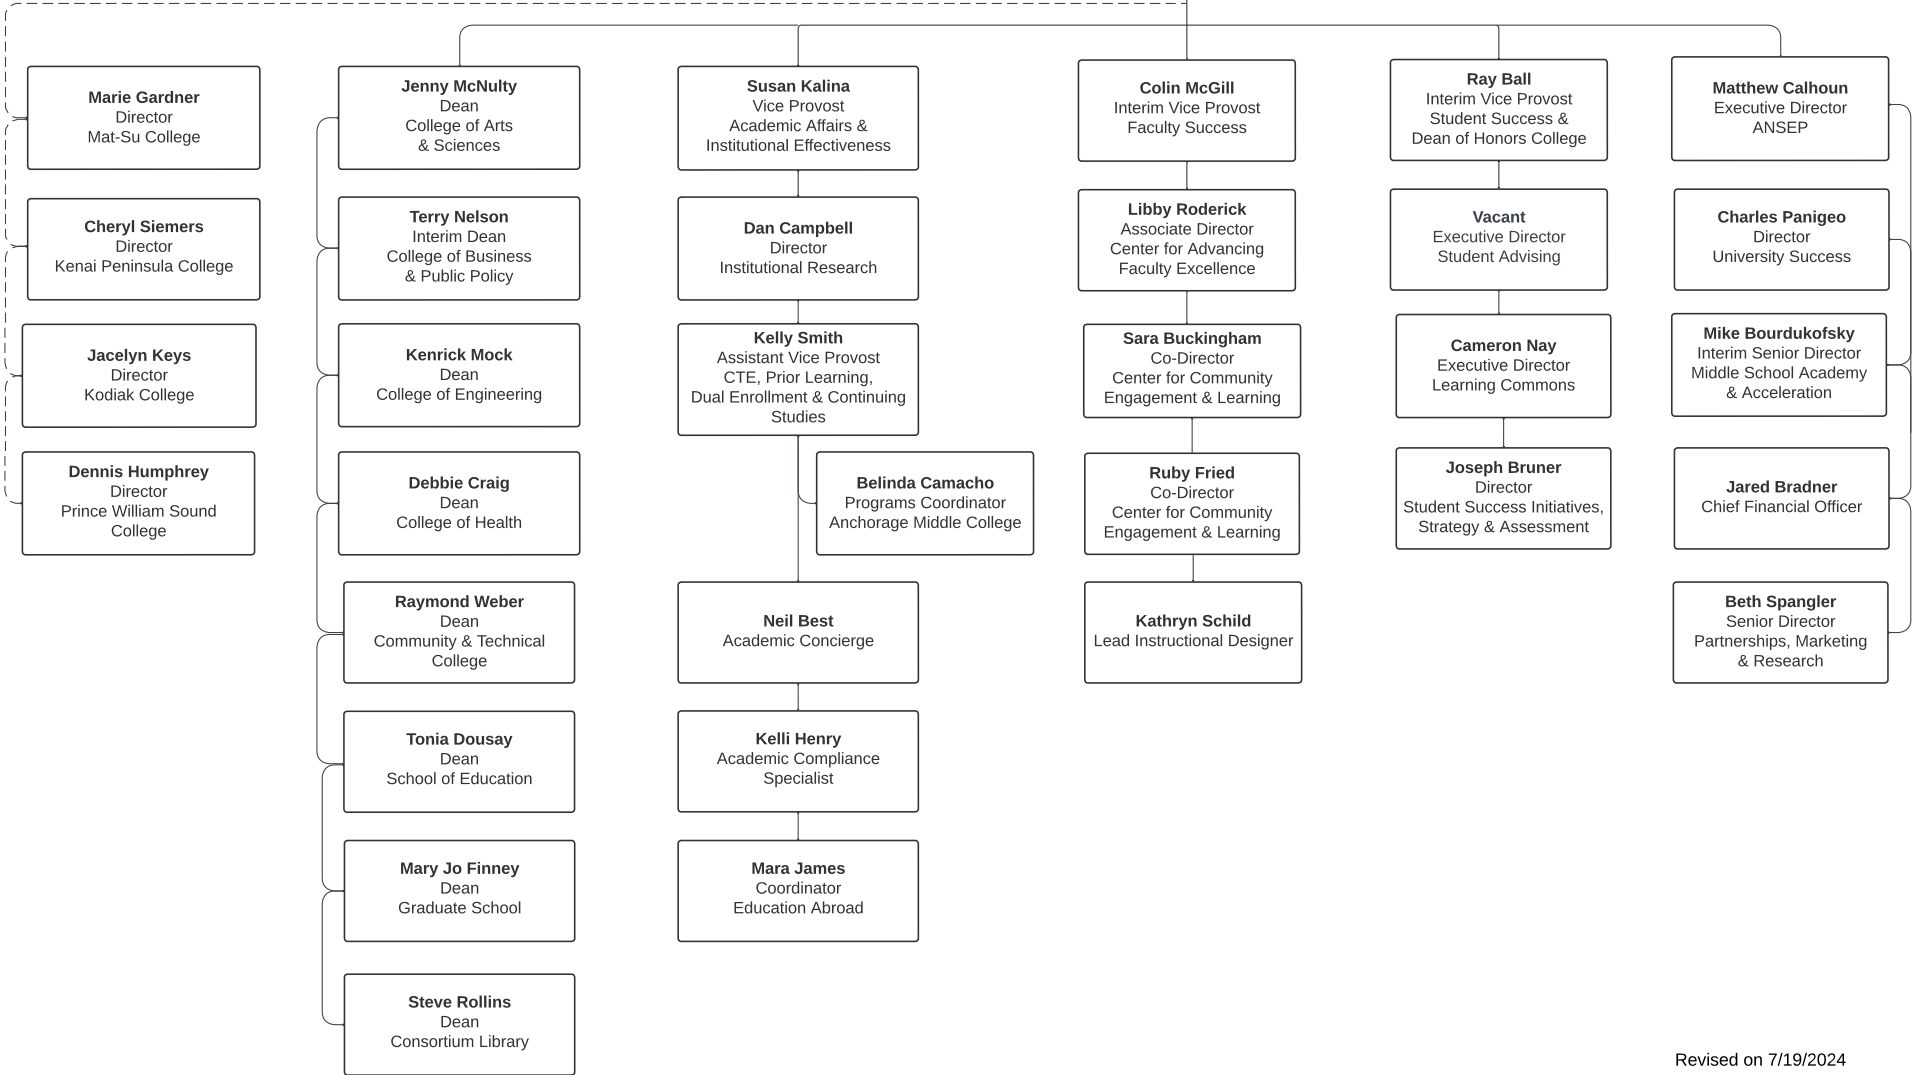 Marie Gardner
Director
Mat-Su College
Cheryl Siemers
Director
Kenai Peninsula College
Jacelyn Keys
Director
Kodiak College
Dennis Humphrey
Director
Prince William Sound
College
Jenny McNulty
Dean
College of Arts
& Sciences
Terry Nelson
Interim Dean
College of Business
& Public Policy
Kenrick Mock
Dean
College of Engineering
Debbie Craig
Dean
College of Health
Raymond Weber
Dean
Community & Technical
College
Tonia Dousay
Dean
School of Education
Mary Jo Finney
Dean
Graduate School
Steve Rollins
Dean
Consortium Library
Susan Kalina
Vice Provost
Academic Affairs &
Institutional Effectiveness
Dan Campbell
Director
Institutional Research
Kelly Smith
Assistant Vice Provost
CTE, Prior Learning,
Dual Enrollment & Continuing
Studies
Belinda Camacho
Programs Coordinator
Anchorage Middle College
Neil Best
Academic Concierge
Kelli Henry
Academic Compliance
Specialist
Mara James
Coordinator
Education Abroad
Colin McGill
Interim Vice Provost
Faculty Success
Libby Roderick
Associate Director
Center for Advancing
Faculty Excellence
Sara Buckingham
Co-Director
Center for Community
Engagement & Learning
Ruby Fried
Co-Director
Center for Community
Engagement & Learning
Kathryn Schild
Lead Instructional Designer
Ray Ball
Interim Vice Provost
Student Success &
Dean of Honors College
Vacant
Executive Director
Student Advising
Cameron Nay
Executive Director
Learning Commons
Joseph Bruner
Director
Student Success Initiatives,
Strategy & Assessment
Matthew Calhoun
Executive Director
ANSEP
Charles Panigeo
Director
University Success
Mike Bourdukofsky
Interim Senior Director
Middle School Academy
& Acceleration
Jared Bradner
Chief Financial Officer
Beth Spangler
Senior Director
Partnerships, Marketing
& Research
Revised on 7/19/2024